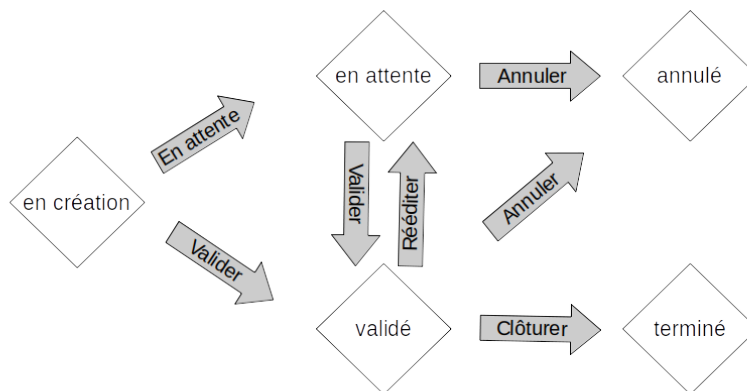 en attente
Annuler
annulé
En attente
Valider
Rééditer
Annuler
en création
Valider
validé
Clôturer
terminé